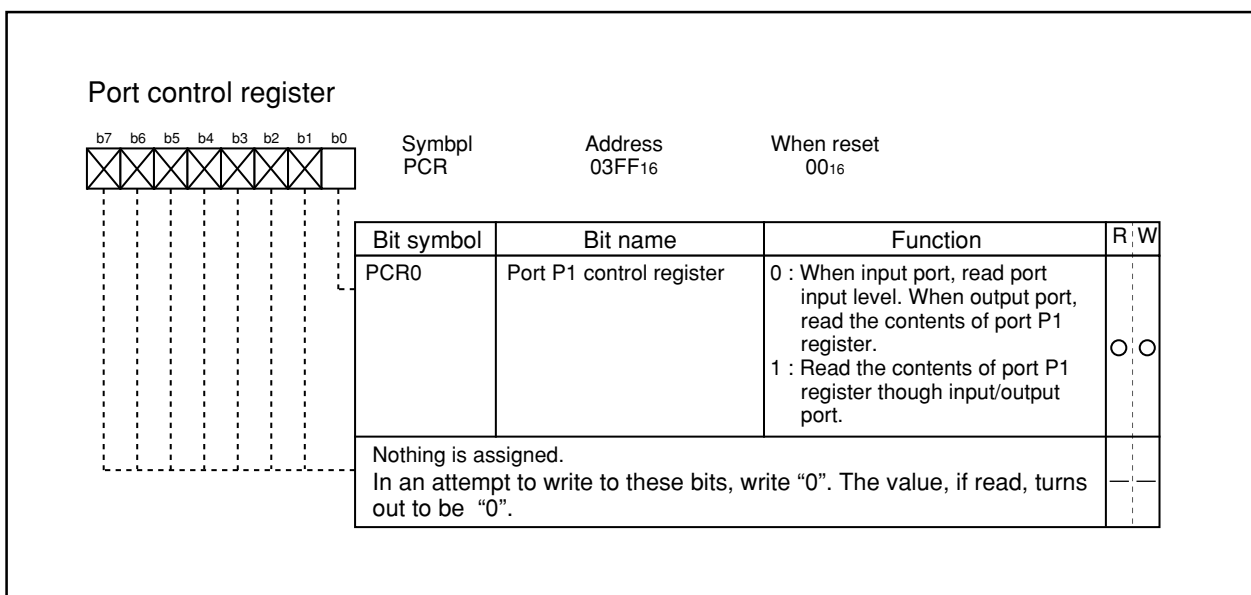 Port control register
b7 b6 b5 b4 b3 b2 b1 b0
Symbpl Address When reset
PCR 03FF16 0016
Bit symbol Bit name Function R W
PCR0 Port P1 control register 0 : When input port, read port
input level. When output port,
read the contents of port P1
register.
1 : Read the contents of port P1
register though input/output
port.
Nothing is assigned.
In an attempt to write to these bits, write “0”. The value, if read, turns
out to be “0”.